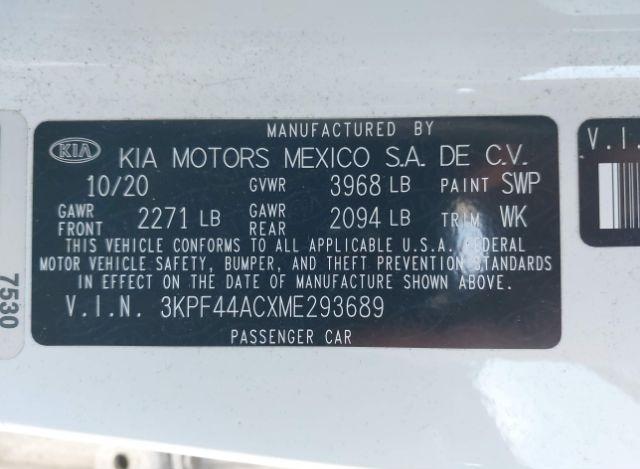 MANUFACTURED BY
KIA KIA MOTORS MEXICO S.A. DE C.V.
10/20 GVWR 3968 LB PAINT SWP
GAWR FRONT 2271 LB GAWR REAR 2094 LB TRIM WK
THIS VEHICLE CONFORMS TO ALL APPLICABLE U.S.A. FEDERAL
MOTOR VEHICLE SAFETY, BUMPER, AND THEFT PREVENTION STANDARDS
IN EFFECT ON THE DATE OF MANUFACTURE SHOWN ABOVE.
V.I.N. 3KPF44ACXME293689
PASSENGER CAR
7530
V.I.